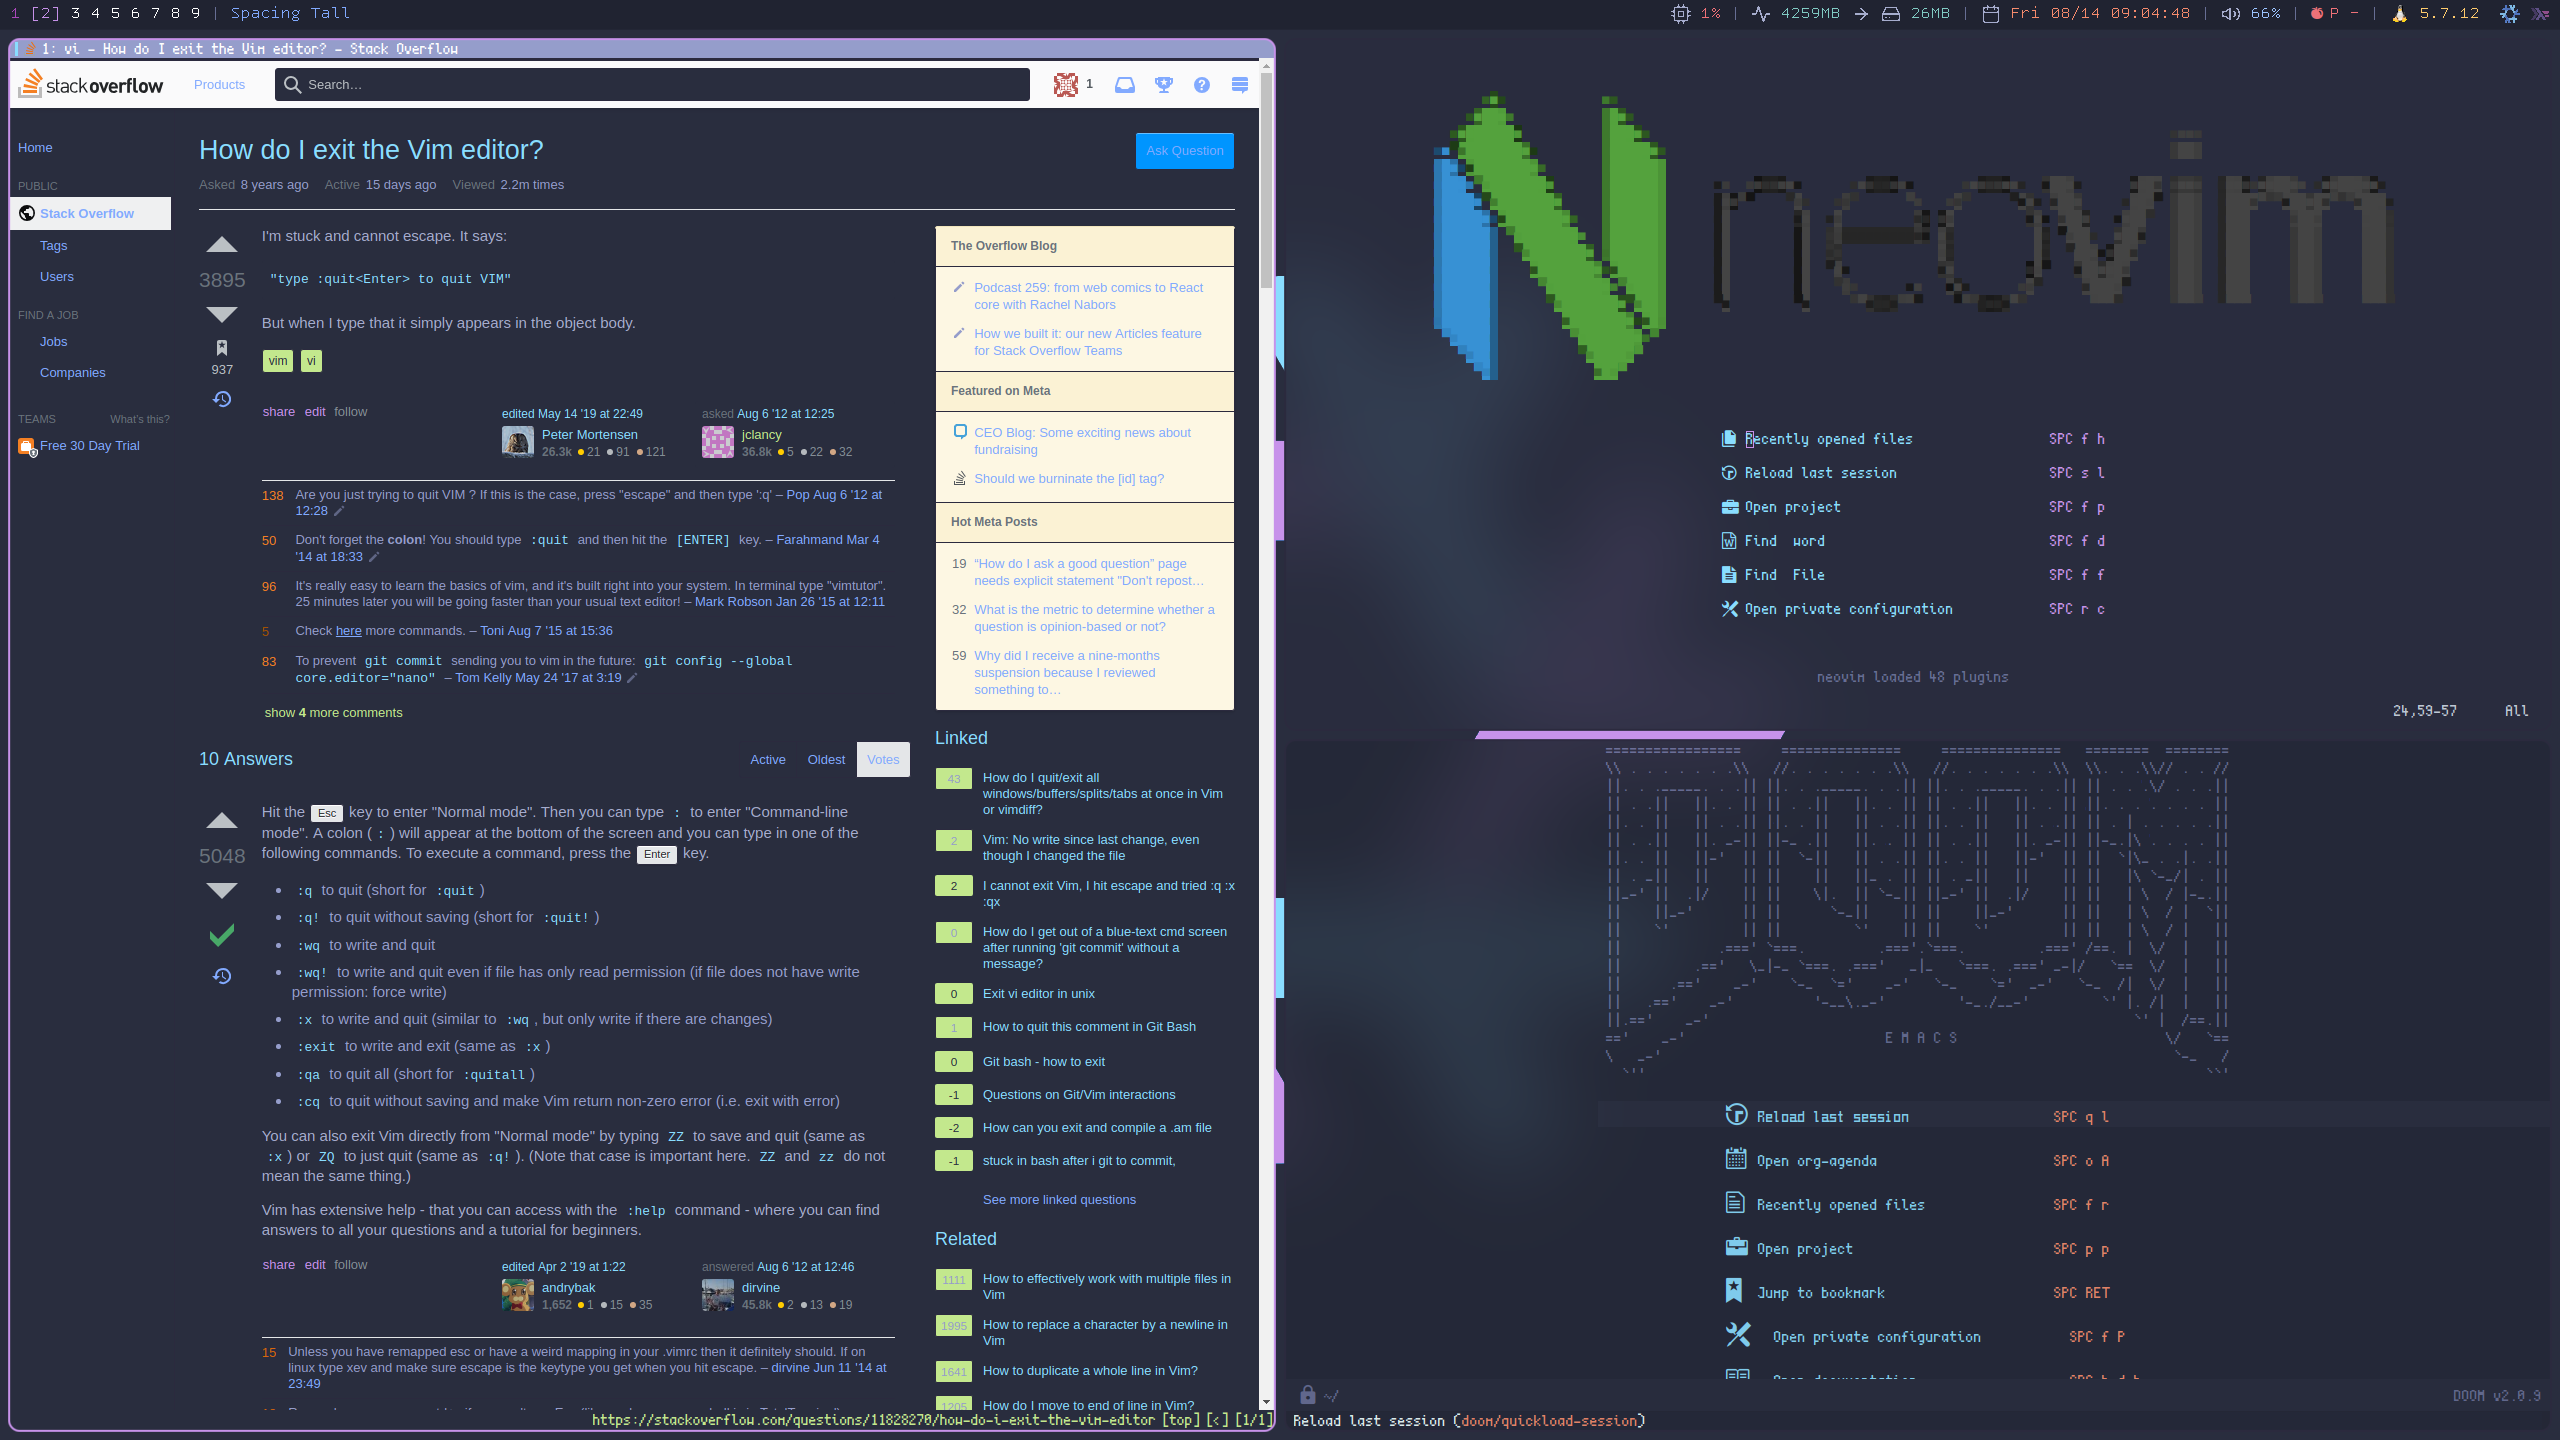 1 [2] 3 4 5 6 7 8 9 | Spacing Tall
1% | 4259MB → 26MB | Fri 08/14 09:04:48 | 66% | P - | 5.7.12
1: vi - How do I exit the Vim editor? - Stack Overflow
stackoverflow
Products
Search…
1
Home
PUBLIC
Stack Overflow
Tags
Users
FIND A JOB
Jobs
Companies
TEAMS What's this?
Free 30 Day Trial
How do I exit the Vim editor?
Ask Question
Asked 8 years ago Active 15 days ago Viewed 2.2m times
3895
937
I'm stuck and cannot escape. It says:
"type :quit<Enter> to quit VIM"
But when I type that it simply appears in the object body.
vim vi
share edit follow
edited May 14 '19 at 22:49
Peter Mortensen
26.3k 21 91 121
asked Aug 6 '12 at 12:25
jclancy
36.8k 5 22 32
138 Are you just trying to quit VIM ? If this is the case, press "escape" and then type ':q' – Pop Aug 6 '12 at
12:28
50 Don't forget the colon! You should type :quit and then hit the [ENTER] key. – Farahmand Mar 4
'14 at 18:33
96 It's really easy to learn the basics of vim, and it's built right into your system. In terminal type "vimtutor".
25 minutes later you will be going faster than your usual text editor! – Mark Robson Jan 26 '15 at 12:11
5 Check here more commands. – Toni Aug 7 '15 at 15:36
83 To prevent git commit sending you to vim in the future: git config --global
core.editor="nano" – Tom Kelly May 24 '17 at 3:19
show 4 more comments
10 Answers
Active Oldest Votes
5048
Hit the Esc key to enter "Normal mode". Then you can type : to enter "Command-line
mode". A colon ( : ) will appear at the bottom of the screen and you can type in one of the
following commands. To execute a command, press the Enter key.
• :q to quit (short for :quit )
• :q! to quit without saving (short for :quit! )
• :wq to write and quit
• :wq! to write and quit even if file has only read permission (if file does not have write
permission: force write)
• :x to write and quit (similar to :wq , but only write if there are changes)
• :exit to write and exit (same as :x )
• :qa to quit all (short for :quitall )
• :cq to quit without saving and make Vim return non-zero error (i.e. exit with error)
You can also exit Vim directly from "Normal mode" by typing ZZ to save and quit (same as
:x ) or ZQ to just quit (same as :q! ). (Note that case is important here. ZZ and zz do not
mean the same thing.)
Vim has extensive help - that you can access with the :help command - where you can find
answers to all your questions and a tutorial for beginners.
share edit follow
edited Apr 2 '19 at 1:22
andrybak
1,652 1 15 35
answered Aug 6 '12 at 12:46
dirvine
45.8k 2 13 19
15 Unless you have remapped esc or have a weird mapping in your .vimrc then it definitely should. If on
linux type xev and make sure escape is the keytype you get when you hit escape. – dirvine Jun 11 '14 at
23:49
The Overflow Blog
Podcast 259: from web comics to React
core with Rachel Nabors
How we built it: our new Articles feature
for Stack Overflow Teams
Featured on Meta
CEO Blog: Some exciting news about
fundraising
Should we burninate the [id] tag?
Hot Meta Posts
19 “How do I ask a good question” page
needs explicit statement "Don't repost…
32 What is the metric to determine whether a
question is opinion-based or not?
59 Why did I receive a nine-months
suspension because I reviewed
something to…
Linked
43 How do I quit/exit all
windows/buffers/splits/tabs at once in Vim
or vimdiff?
2 Vim: No write since last change, even
though I changed the file
2 I cannot exit Vim, I hit escape and tried :q :x
:qx
0 How do I get out of a blue-text cmd screen
after running 'git commit' without a
message?
0 Exit vi editor in unix
1 How to quit this comment in Git Bash
0 Git bash - how to exit
-1 Questions on Git/Vim interactions
-2 How can you exit and compile a .am file
-1 stuck in bash after i git to commit,
See more linked questions
Related
1111 How to effectively work with multiple files in
Vim
1995 How to replace a character by a newline in
Vim
1641 How to duplicate a whole line in Vim?
1205 How do I move to end of line in Vim?
https://stackoverflow.com/questions/11828270/how-do-i-exit-the-vim-editor [top] [<] [1/1]
neovim
Recently opened files SPC f h
Reload last session SPC s l
Open project SPC f p
Find word SPC f d
Find File SPC f f
Open private configuration SPC r c
neovim loaded 48 plugins
24,59-57 All
DOOM
E M A C S
Reload last session SPC q l
Open org-agenda SPC o A
Recently opened files SPC f r
Open project SPC p p
Jump to bookmark SPC RET
Open private configuration SPC f P
~/ DOOM v2.0.9
Reload last session (doom/quickload-session)